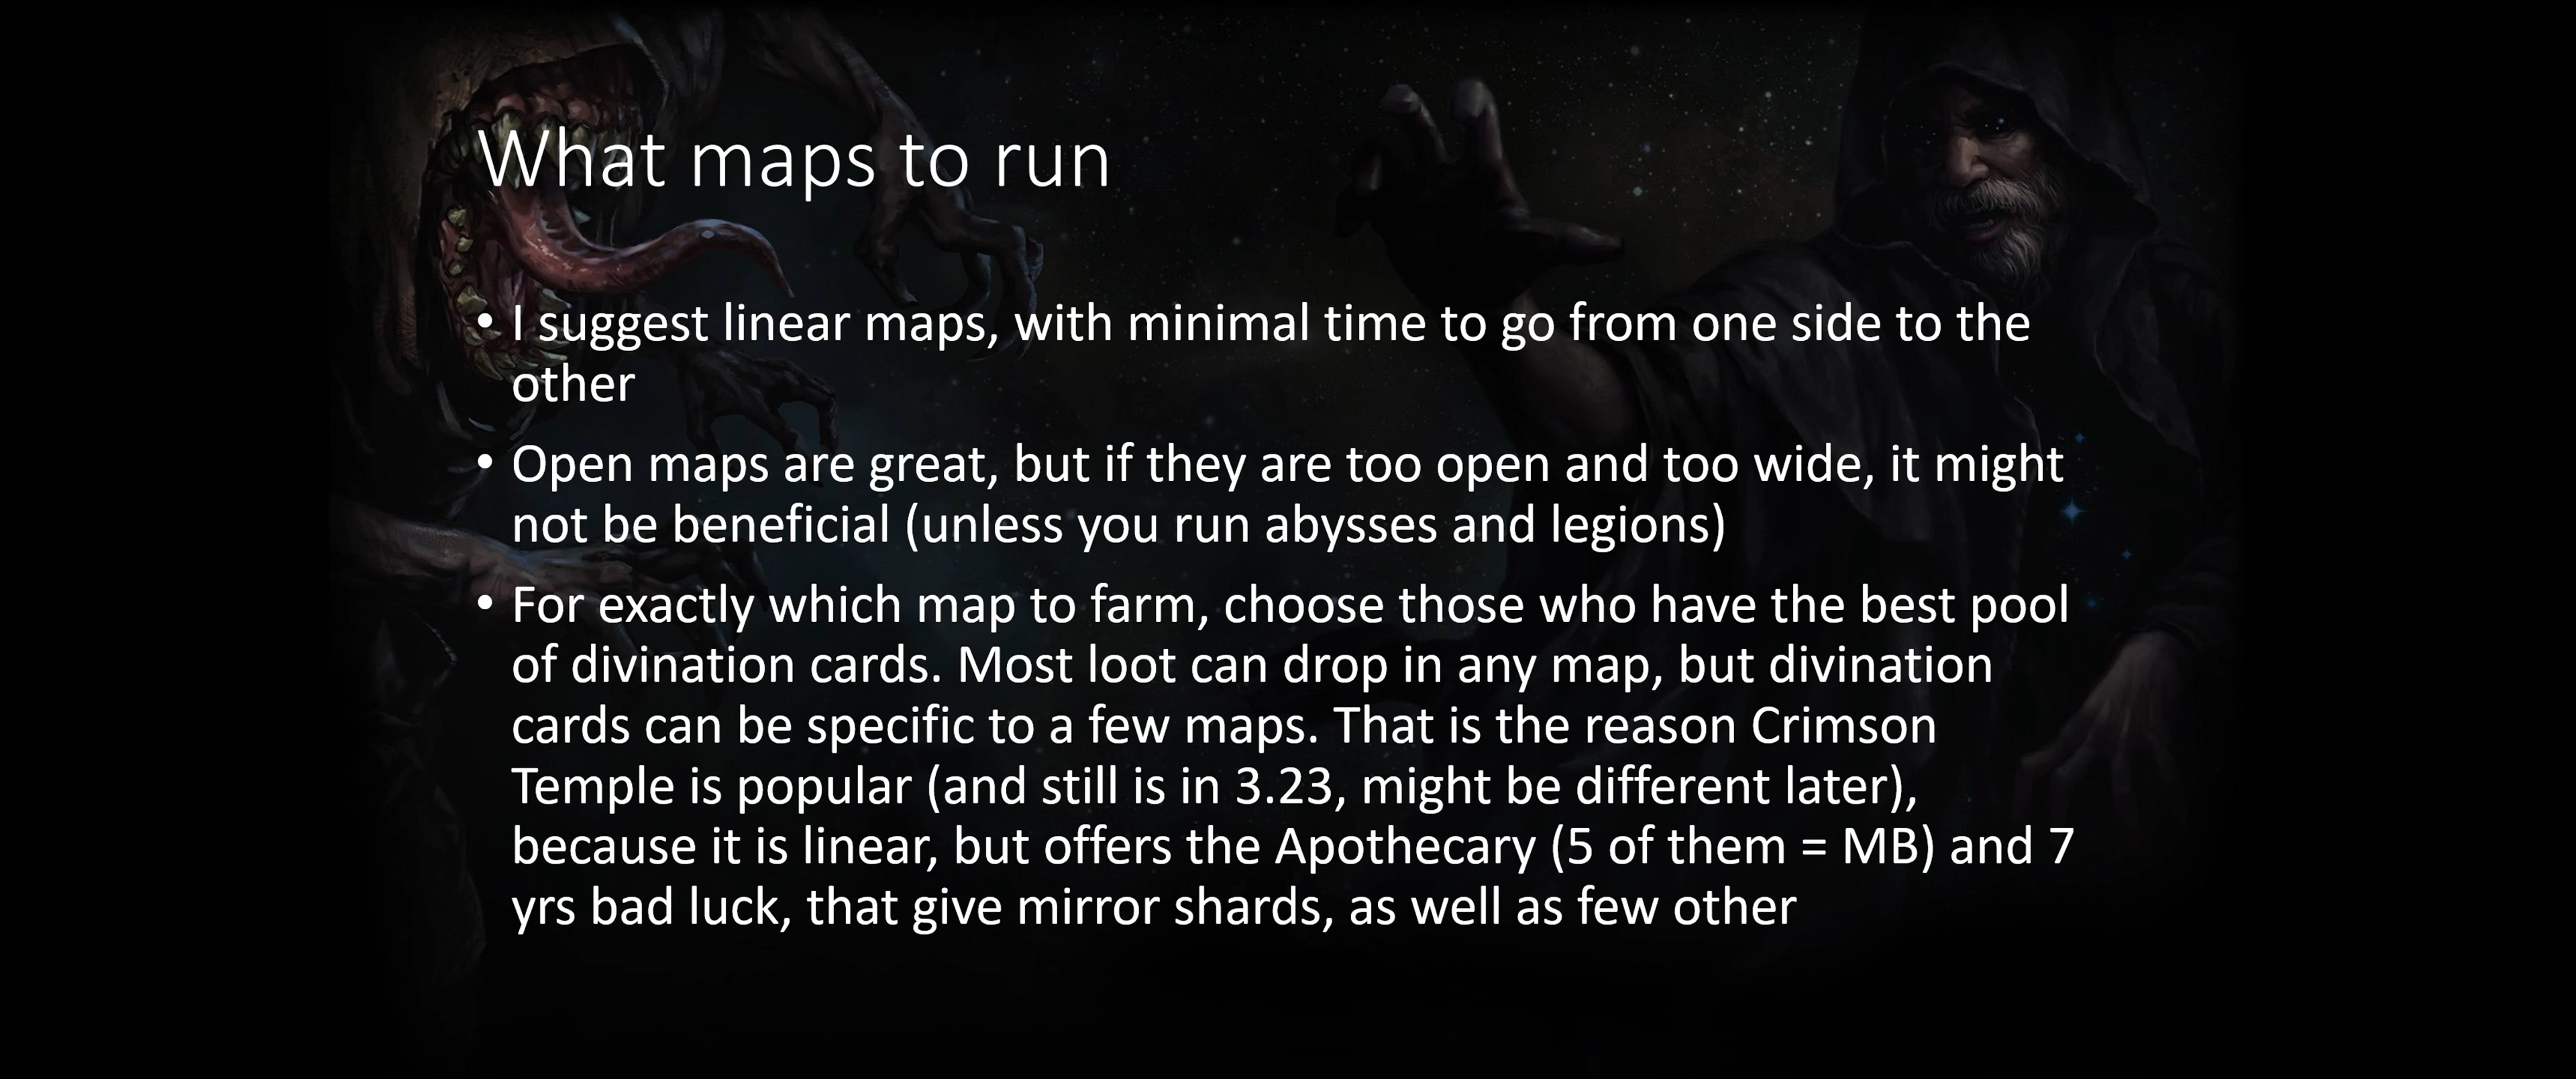 What maps to run
• I suggest linear maps, with minimal time to go from one side to the
other
• Open maps are great, but if they are too open and too wide, it might
not be beneficial (unless you run abysses and legions)
• For exactly which map to farm, choose those who have the best pool
of divination cards. Most loot can drop in any map, but divination
cards can be specific to a few maps. That is the reason Crimson
Temple is popular (and still is in 3.23, might be different later),
because it is linear, but offers the Apothecary (5 of them = MB) and 7
yrs bad luck, that give mirror shards, as well as few other